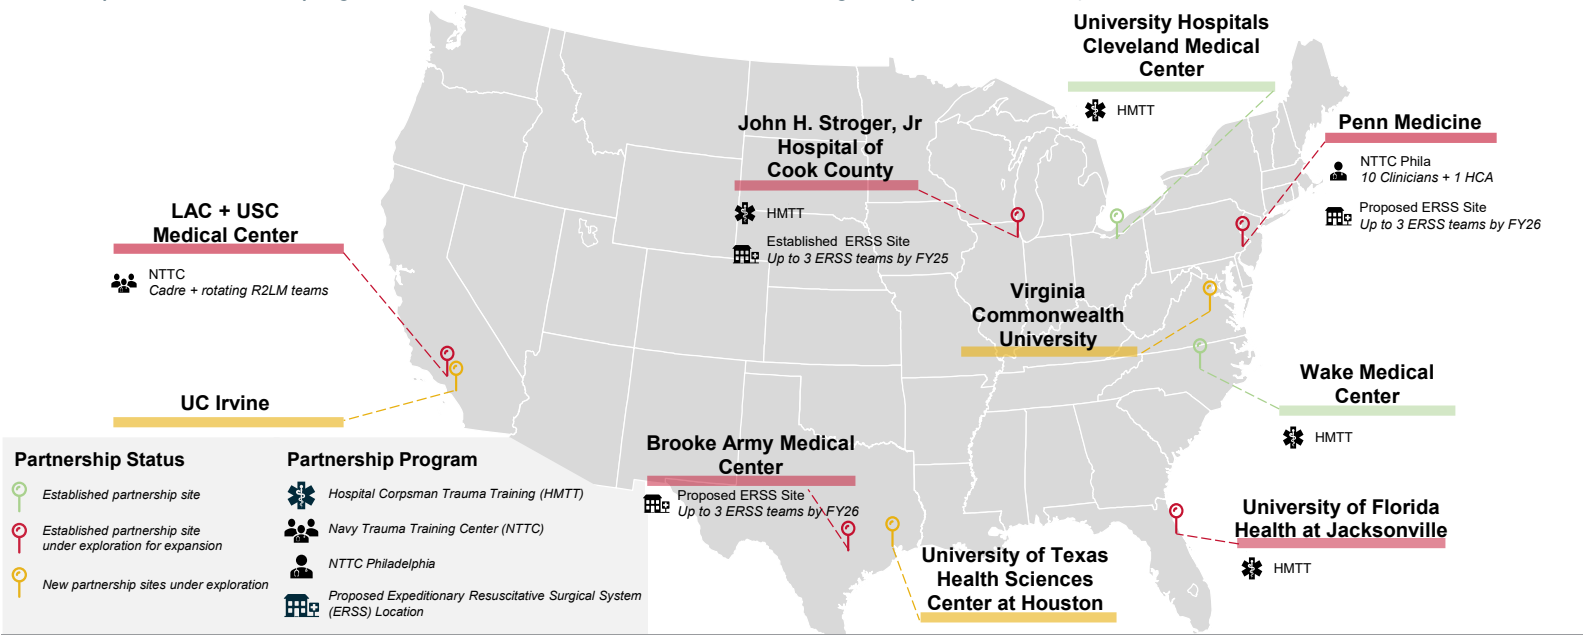 University Hospitals
Cleveland Medical
Center
HMTT
John H. Stroger, Jr
Hospital of
Cook County
HMTT
Established ERSS Site
Up to 3 ERSS teams by FY25
Penn Medicine
NTTC Phila
10 Clinicians + 1 HCA
Proposed ERSS Site
Up to 3 ERSS teams by FY26
LAC + USC
Medical Center
NTTC
Cadre + rotating R2LM teams
Virginia
Commonwealth
University
UC Irvine
Wake Medical
Center
HMTT
Brooke Army Medical
Center
Proposed ERSS Site
Up to 3 ERSS teams by FY26
University of Florida
Health at Jacksonville
HMTT
University of Texas
Health Sciences
Center at Houston
Partnership Status
Established partnership site
Established partnership site
under exploration for expansion
New partnership sites under exploration
Partnership Program
Hospital Corpsman Trauma Training (HMTT)
Navy Trauma Training Center (NTTC)
NTTC Philadelphia
Proposed Expeditionary Resuscitative Surgical System
(ERSS) Location